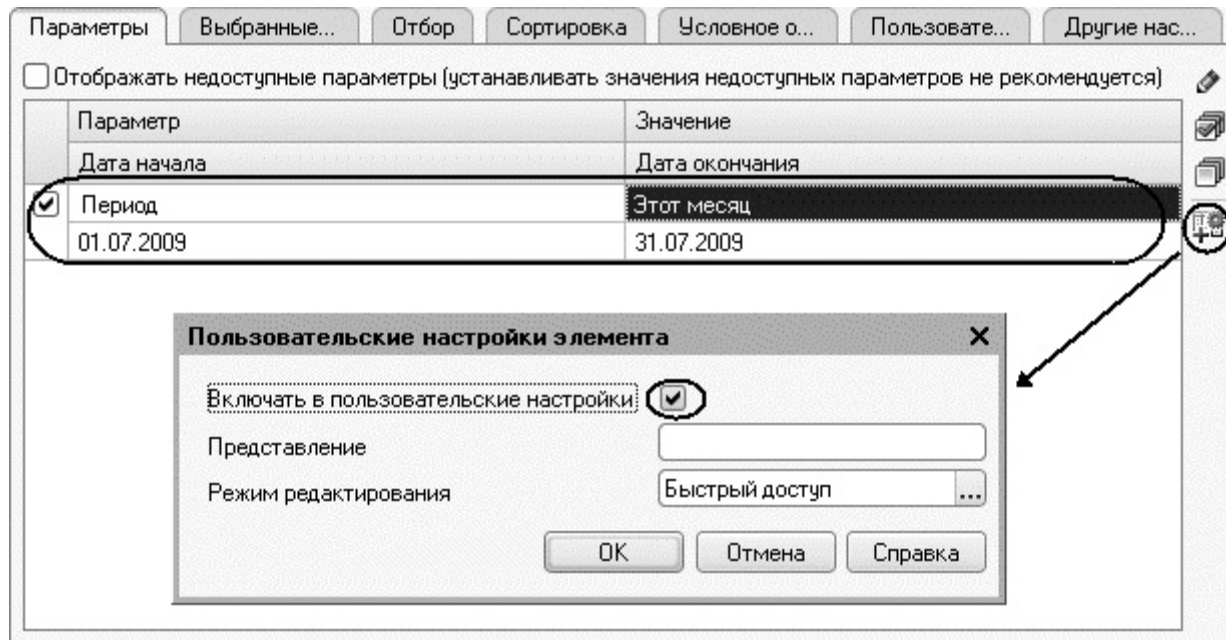 Параметры Выбранные... Отбор Сортировка Условное о... Пользовате... Другие нас...
Отображать недоступные параметры (устанавливать значения недоступных параметров не рекомендуется)
Параметр Значение
Дата начала Дата окончания
Период Этот месяц
01.07.2009 31.07.2009
Пользовательские настройки элемента
Включать в пользовательские настройки
Представление
Режим редактирования Быстрый доступ ...
ОК Отмена Справка